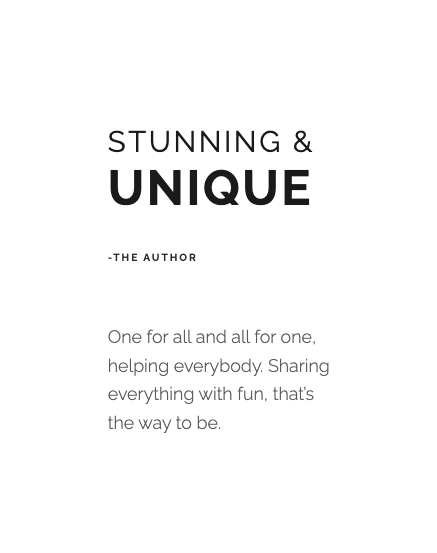 STUNNING &
UNIQUE
-THE AUTHOR
One for all and all for one,
helping everybody. Sharing
everything with fun, that’s
the way to be.